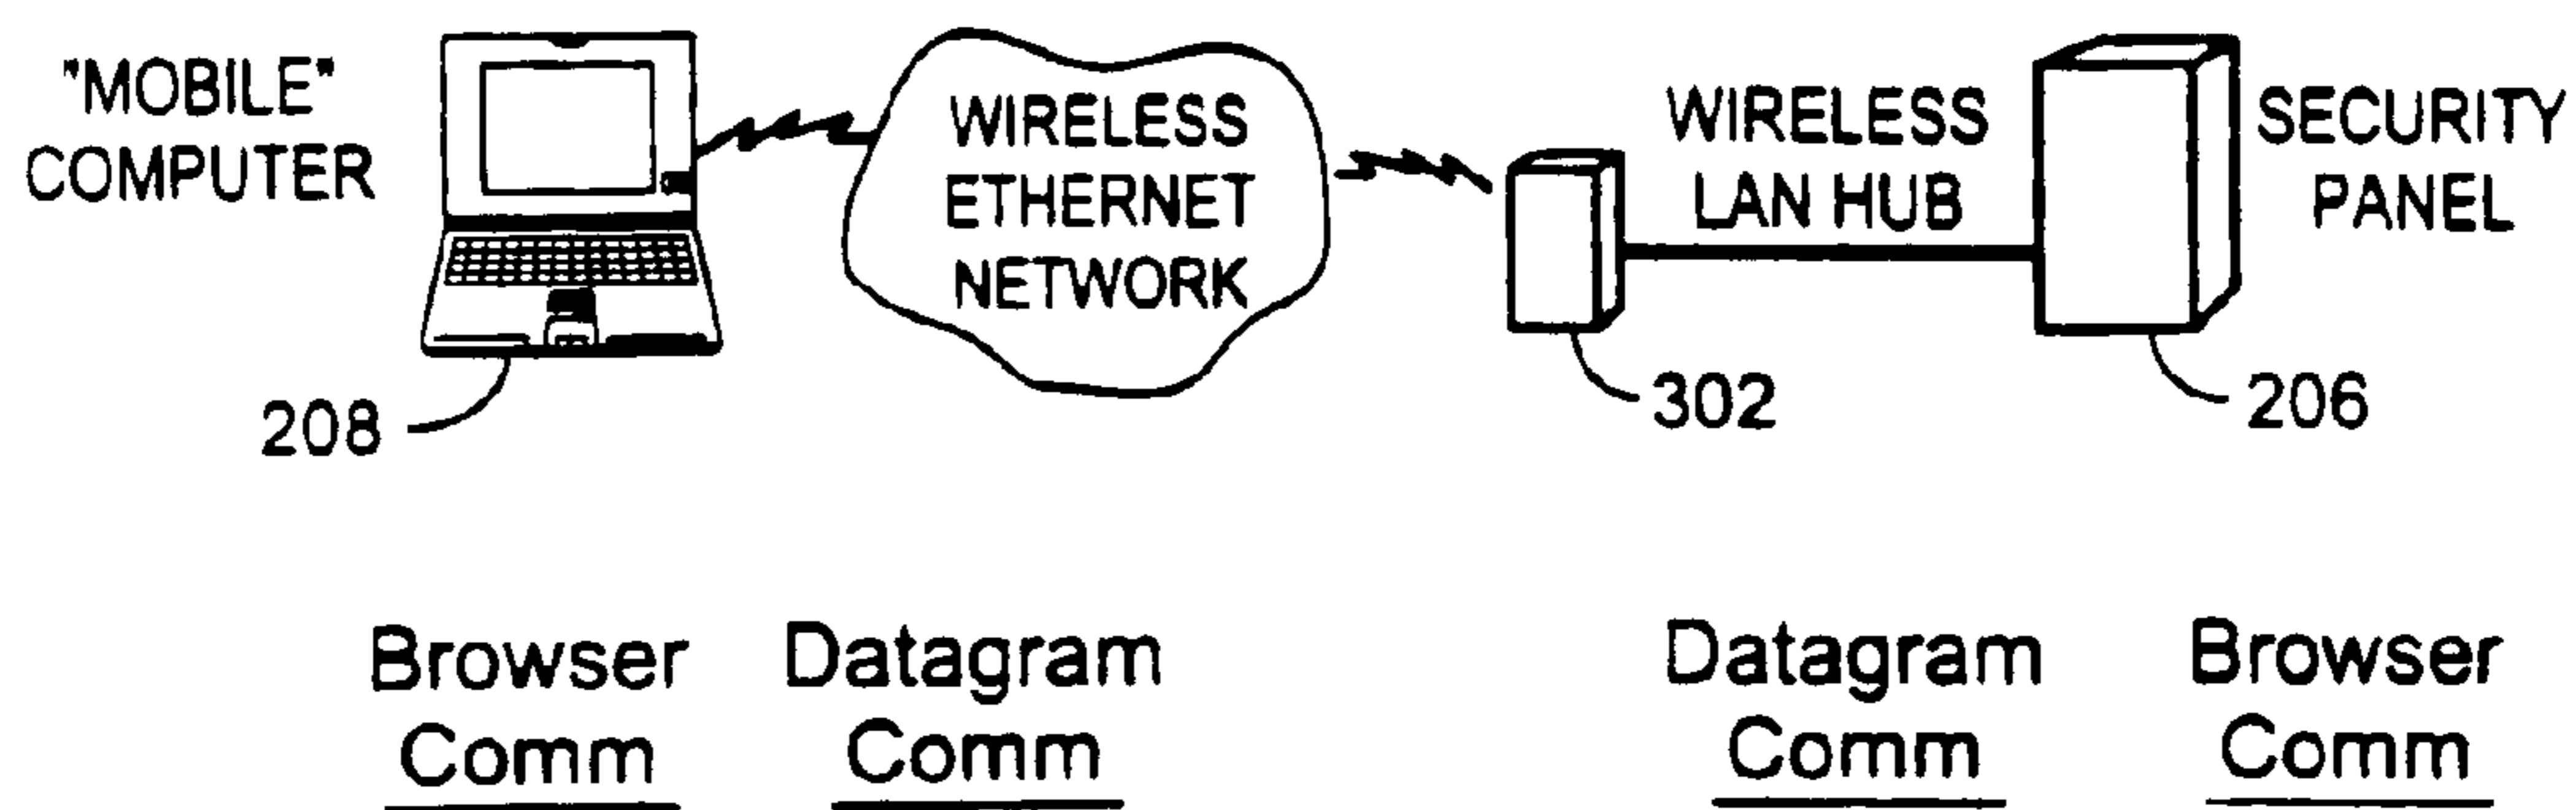 "MOBILE"
COMPUTER
WIRELESS
ETHERNET
NETWORK
WIRELESS
LAN HUB
SECURITY
PANEL
208
302
206
Browser
Comm
Datagram
Comm
Datagram
Comm
Browser
Comm